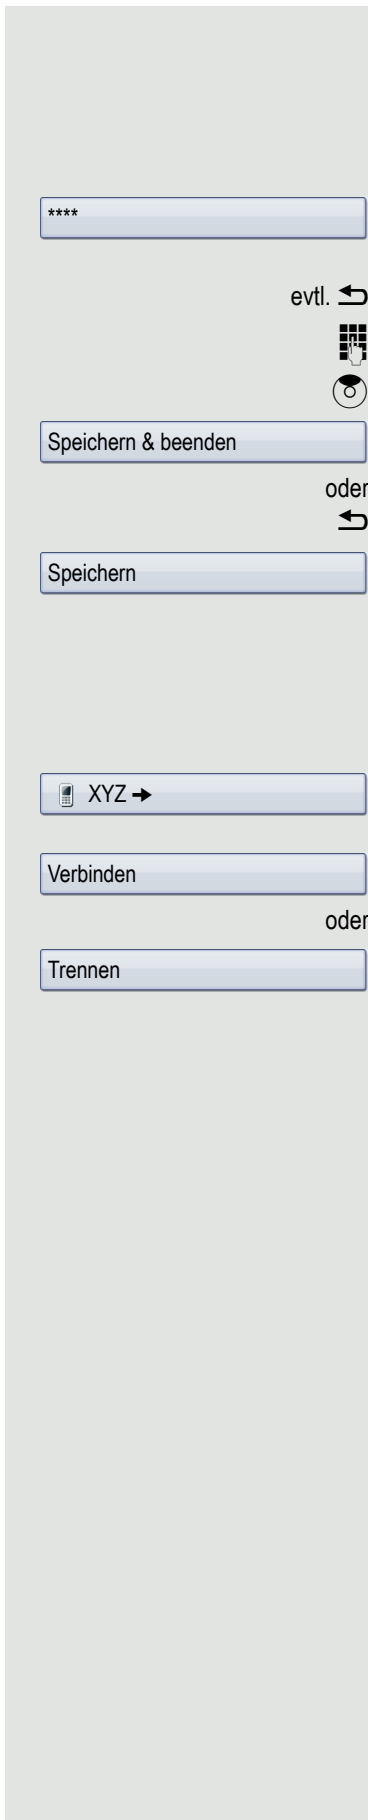 ****
evtl.
Speichern & beenden
oder
Speichern
XYZ →
Verbinden
oder
Trennen